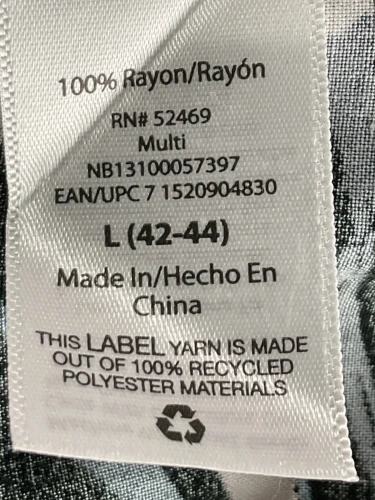 100% Rayon/Rayón
RN# 52469
Multi
NB13100057397
EAN/UPC 7 1520904830
L (42-44)
Made In/Hecho En
China
THIS LABEL YARN IS MADE
OUT OF 100% RECYCLED
POLYESTER MATERIALS